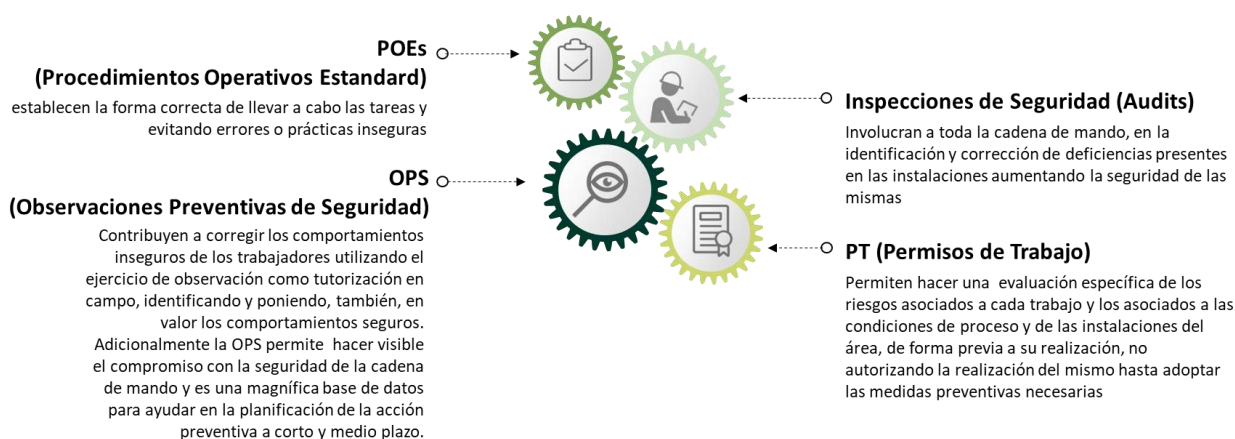 POEs
(Procedimientos Operativos Estandard)
establecen la forma correcta de llevar a cabo las tareas y
evitando errores o prácticas inseguras
OPS
(Observaciones Preventivas de Seguridad)
Contribuyen a corregir los comportamientos
inseguros de los trabajadores utilizando el
ejercicio de observación como tutorización en
campo, identificando y poniendo, también, en
valor los comportamientos seguros.
Adicionalmente la OPS permite hacer visible
el compromiso con la seguridad de la cadena
de mando y es una magnífica base de datos
para ayudar en la planificación de la acción
preventiva a corto y medio plazo.
Inspecciones de Seguridad (Audits)
Involucran a toda la cadena de mando, en la
identificación y corrección de deficiencias presentes
en las instalaciones aumentando la seguridad de las
mismas
PT (Permisos de Trabajo)
Permiten hacer una evaluación específica de los
riesgos asociados a cada trabajo y los asociados a las
condiciones de proceso y de las instalaciones del
área, de forma previa a su realización, no
autorizando la realización del mismo hasta adoptar
las medidas preventivas necesarias